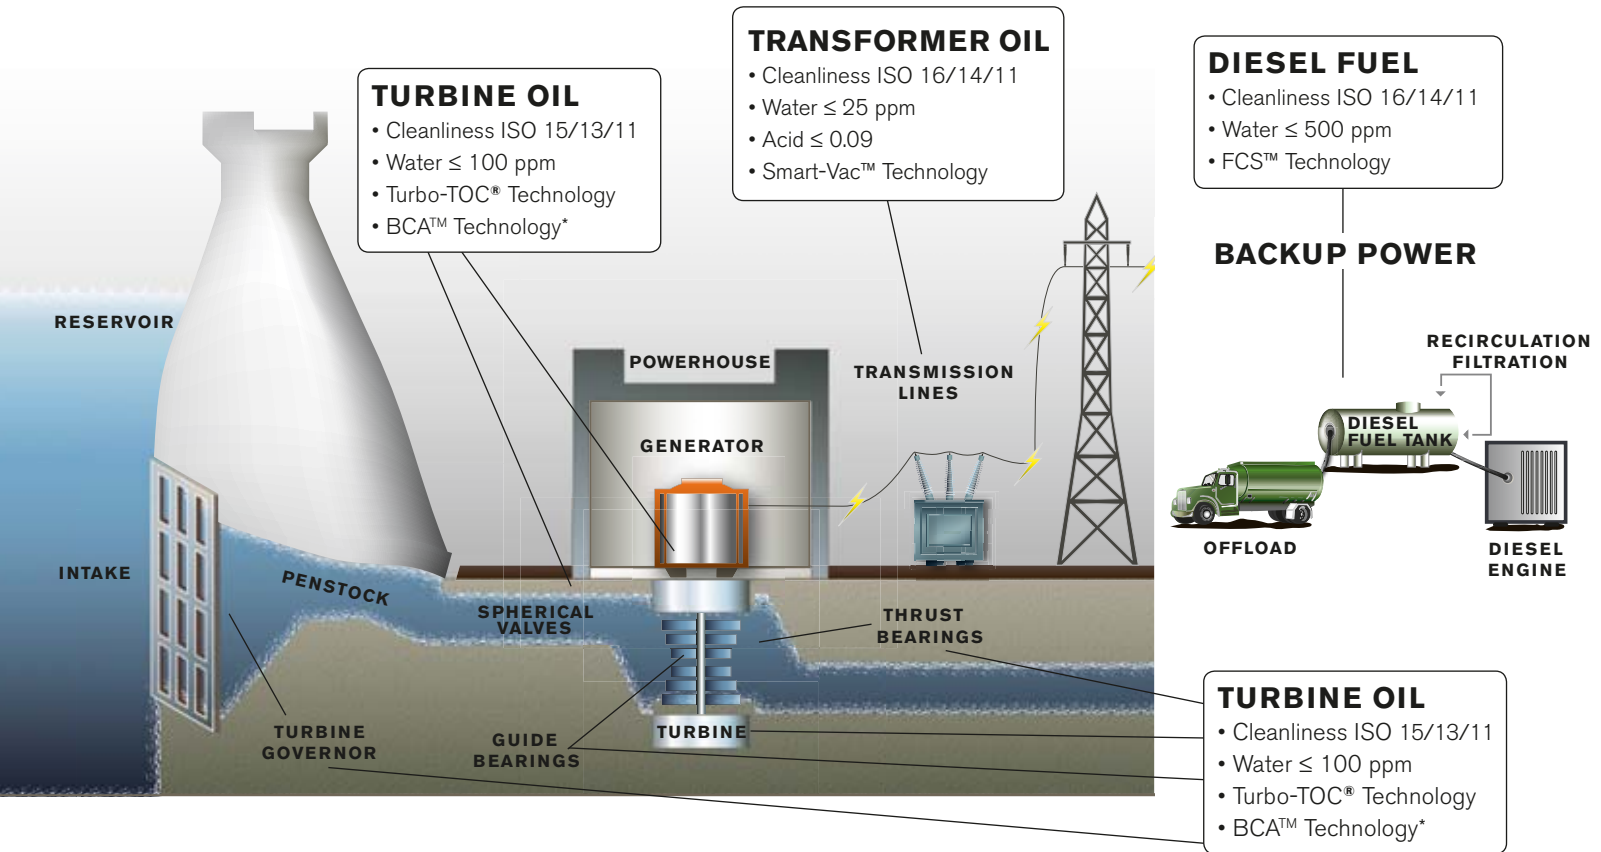 TURBINE OIL
• Cleanliness ISO 15/13/11
• Water ≤ 100 ppm
• Turbo-TOC® Technology
• BCA™ Technology*
TRANSFORMER OIL
• Cleanliness ISO 16/14/11
• Water ≤ 25 ppm
• Acid ≤ 0.09
• Smart-Vac™ Technology
DIESEL FUEL
• Cleanliness ISO 16/14/11
• Water ≤ 500 ppm
• FCS™ Technology
BACKUP POWER
RESERVOIR
POWERHOUSE
TRANSMISSION
LINES
RECIRCULATION
FILTRATION
GENERATOR
DIESEL
FUEL TANK
OFFLOAD
DIESEL
ENGINE
INTAKE
PENSTOCK
SPHERICAL
VALVES
THRUST
BEARINGS
TURBINE
GOVERNOR
GUIDE
BEARINGS
TURBINE
TURBINE OIL
• Cleanliness ISO 15/13/11
• Water ≤ 100 ppm
• Turbo-TOC® Technology
• BCA™ Technology*